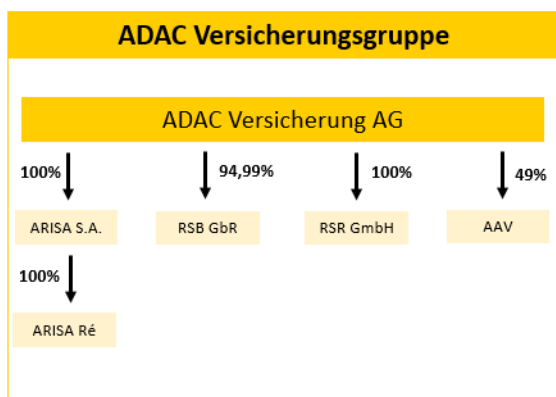 ADAC Versicherungsgruppe
ADAC Versicherung AG
100% 94,99% 100% 49%
ARISA S.A. RSB GbR RSR GmbH AAV
100%
ARISA Ré